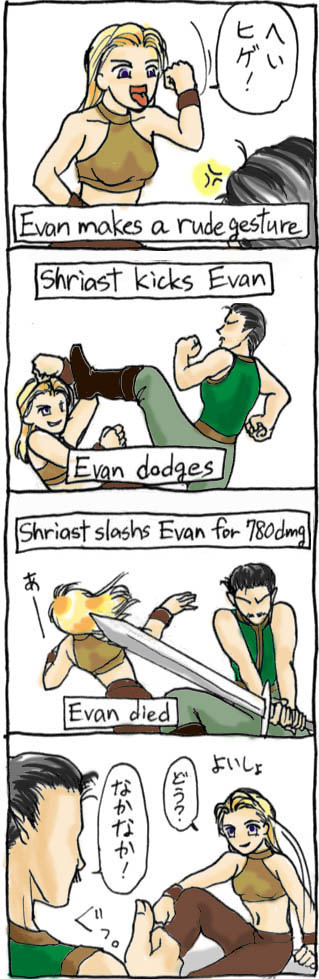 へい
ヒゲ！
Evan makes a rude gesture
Shriast kicks Evan
Evan dodges
Shriast slashs Evan for 780dmg
あー
Evan died
よいしょ
どう？
なかなか！
ぐっ。